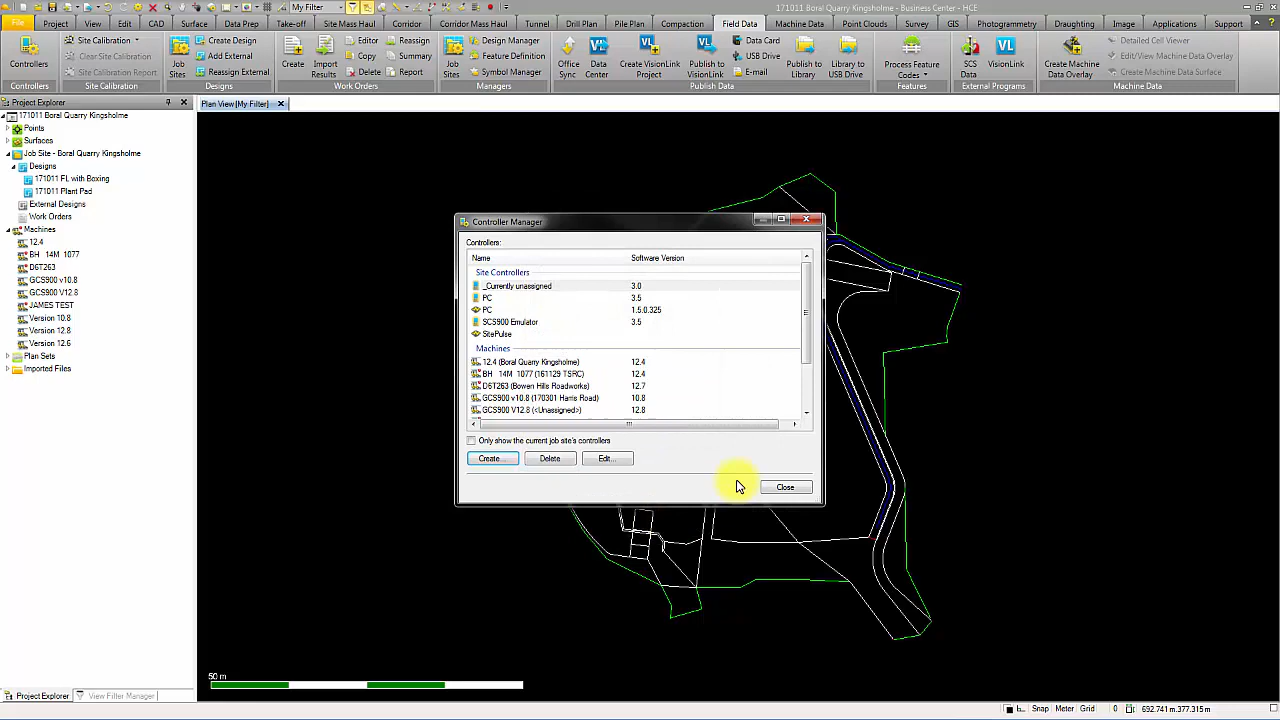 My Filter
171011 Boral Quarry Kingsholme - Business Center - HCE
File Project View Edit CAD Surface Data Prep Take-off Site Mass Haul Corridor Corridor Mass Haul Tunnel Drill Plan Pile Plan Compaction Field Data Machine Data Point Clouds Survey GIS Photogrammetry Draughting Image Applications Support
Controllers
Site Calibration
Clear Site Calibration
Site Calibration Report
Job Sites
Create Design
Add External
Reassign External
Create
Import Results
Editor
Copy
Delete
Reassign
Summary
Report
Job Sites
Design Manager
Feature Definition
Symbol Manager
Office Sync
Data Center
Create VisionLink Project
Publish to VisionLink
Data Card
USB Drive
E-mail
Publish to Library
Library to USB Drive
Process Feature Codes
SCS Data
VisionLink
Create Machine Data Overlay
Detailed Cell Viewer
Edit/View Machine Data Overlay
Create Machine Data Surface
Controllers Site Calibration Designs Work Orders Managers Publish Data Features External Programs Machine Data
Project Explorer
Plan View [My Filter]
171011 Boral Quarry Kingsholme
Points
Surfaces
Job Site - Boral Quarry Kingsholme
Designs
171011 FL with Boxing
171011 Plant Pad
External Designs
Work Orders
Machines
12.4
BH 14M 1077
D6T263
GCS900 v10.8
GCS900 V12.8
JAMES TEST
Version 10.8
Version 12.8
Version 12.6
Plan Sets
Imported Files
Controller Manager
Controllers:
Name Software Version
Site Controllers
_Currently unassigned 3.0
PC 3.5
PC 1.5.0.325
SCS900 Emulator 3.5
SitePulse
Machines
12.4 (Boral Quarry Kingsholme) 12.4
BH 14M 1077 (161129 TSRC) 12.4
D6T263 (Bowen Hills Roadworks) 12.7
GCS900 v10.8 (170301 Harris Road) 10.8
GCS900 V12.8 (<Unassigned>) 12.8
Only show the current job site's controllers
Create... Delete Edit...
Close
50 m
Project Explorer View Filter Manager
Snap Meter Grid 0 692.741 m,377.315 m